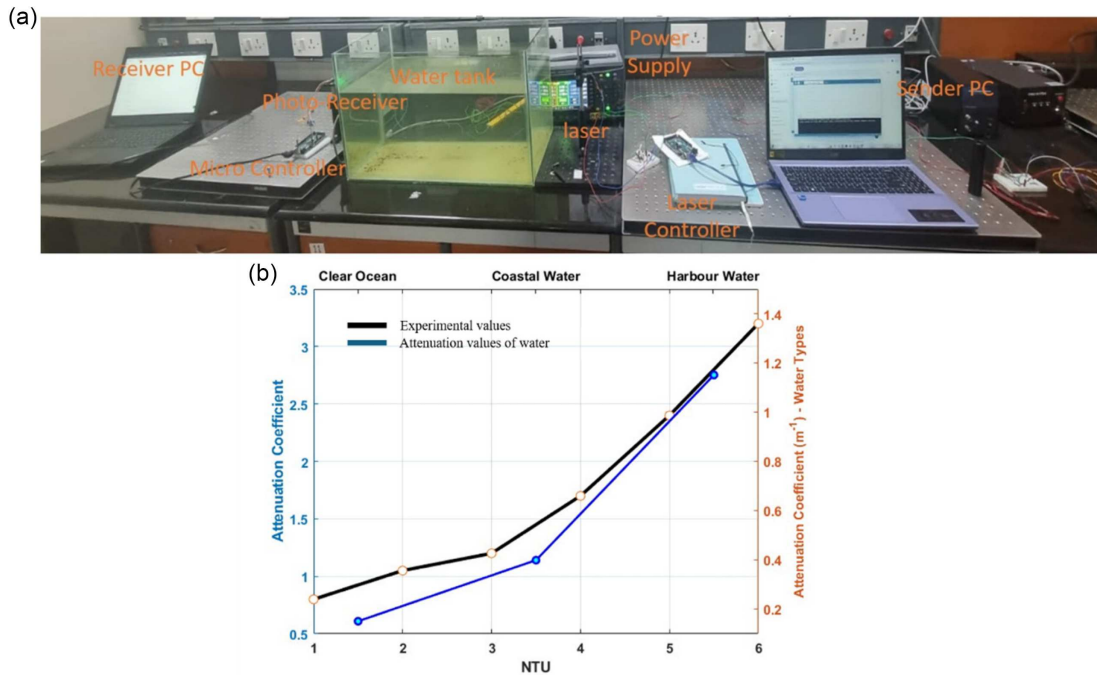 (a)
Receiver PC
Photo-Receiver
Micro Controller
Water tank
laser
Power
Supply
Laser
Controller
Sender PC
(b)
Clear Ocean Coastal Water Harbour Water
3.5
3
2.5
2
1.5
1
0.5
Attenuation Coefficient
Experimental values
Attenuation values of water
1.4
1.2
1
0.8
0.6
0.4
0.2
Attenuation Coefficient (m⁻¹) - Water Types
1 2 3 4 5 6
NTU